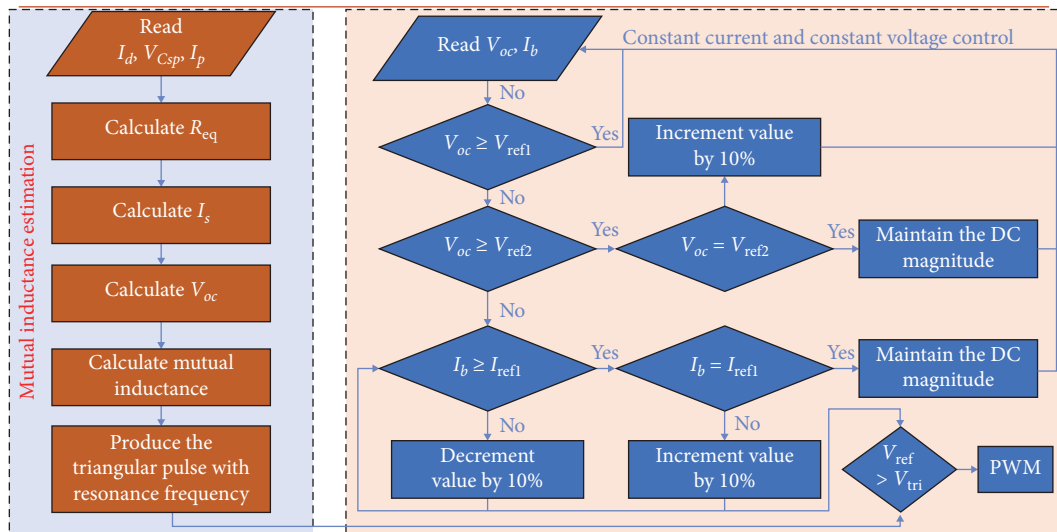 Mutual inductance estimation
Read
I_d, V_Csp, I_p
Calculate R_eq
Calculate I_s
Calculate V_oc
Calculate mutual
inductance
Produce the
triangular pulse with
resonance frequency
Constant current and constant voltage control
Read V_oc, I_b
No
V_oc ≥ V_ref1
Yes
Increment value
by 10%
No
V_oc ≥ V_ref2
Yes
V_oc = V_ref2
Yes
Maintain the DC
magnitude
No
I_b ≥ I_ref1
Yes
I_b = I_ref1
Yes
Maintain the DC
magnitude
No
No
Decrement
value by 10%
Increment value
by 10%
V_ref
> V_tri
PWM